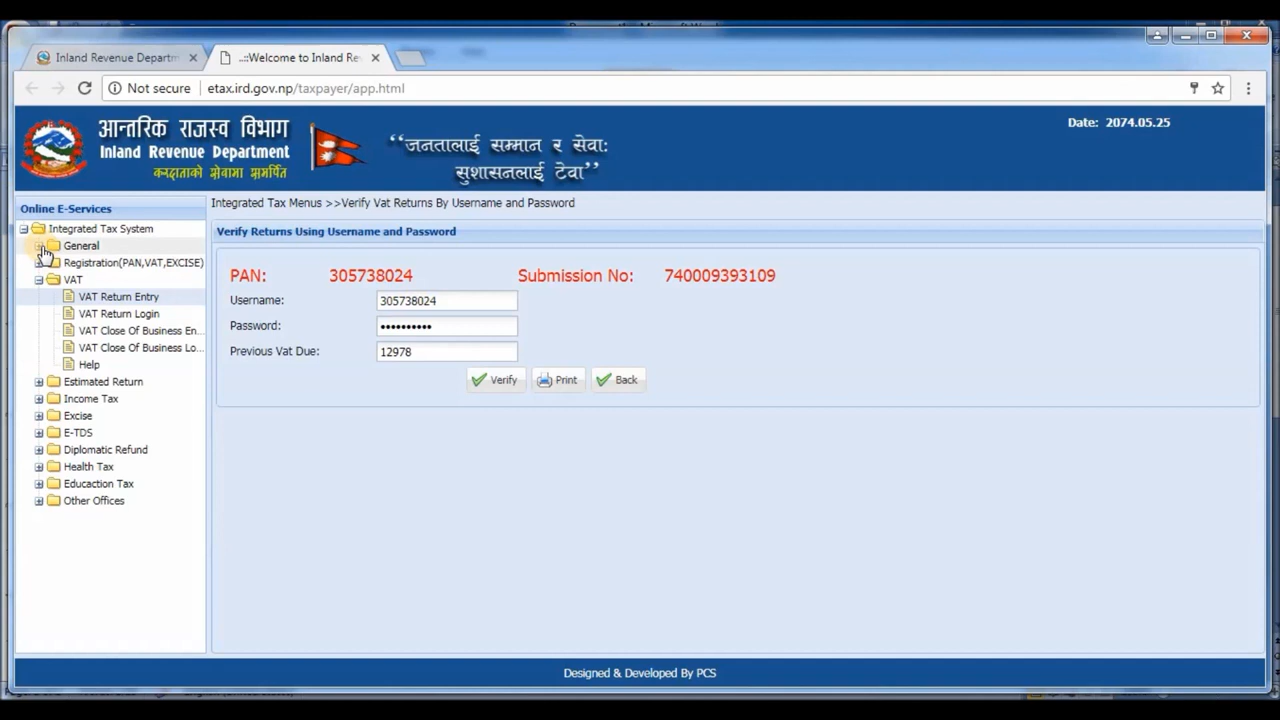 Inland Revenue Departm
..::Welcome to Inland Re
Not secure
etax.ird.gov.np/taxpayer/app.html
आन्तरिक राजस्व विभाग
Inland Revenue Department
करदाताको सेवामा समर्पित
“जनतालाई सम्मान र सेवाः
सुशासनलाई टेवा”
Date: 2074.05.25
Online E-Services
Integrated Tax Menus >>Verify Vat Returns By Username and Password
Integrated Tax System
General
Registration(PAN,VAT,EXCISE)
VAT
VAT Return Entry
VAT Return Login
VAT Close Of Business En...
VAT Close Of Business Lo...
Help
Estimated Return
Income Tax
Excise
E-TDS
Diplomatic Refund
Health Tax
Educaction Tax
Other Offices
Verify Returns Using Username and Password
PAN: 305738024 Submission No: 740009393109
Username: 305738024
Password: ••••••••••
Previous Vat Due: 12978
Verify Print Back
Designed & Developed By PCS